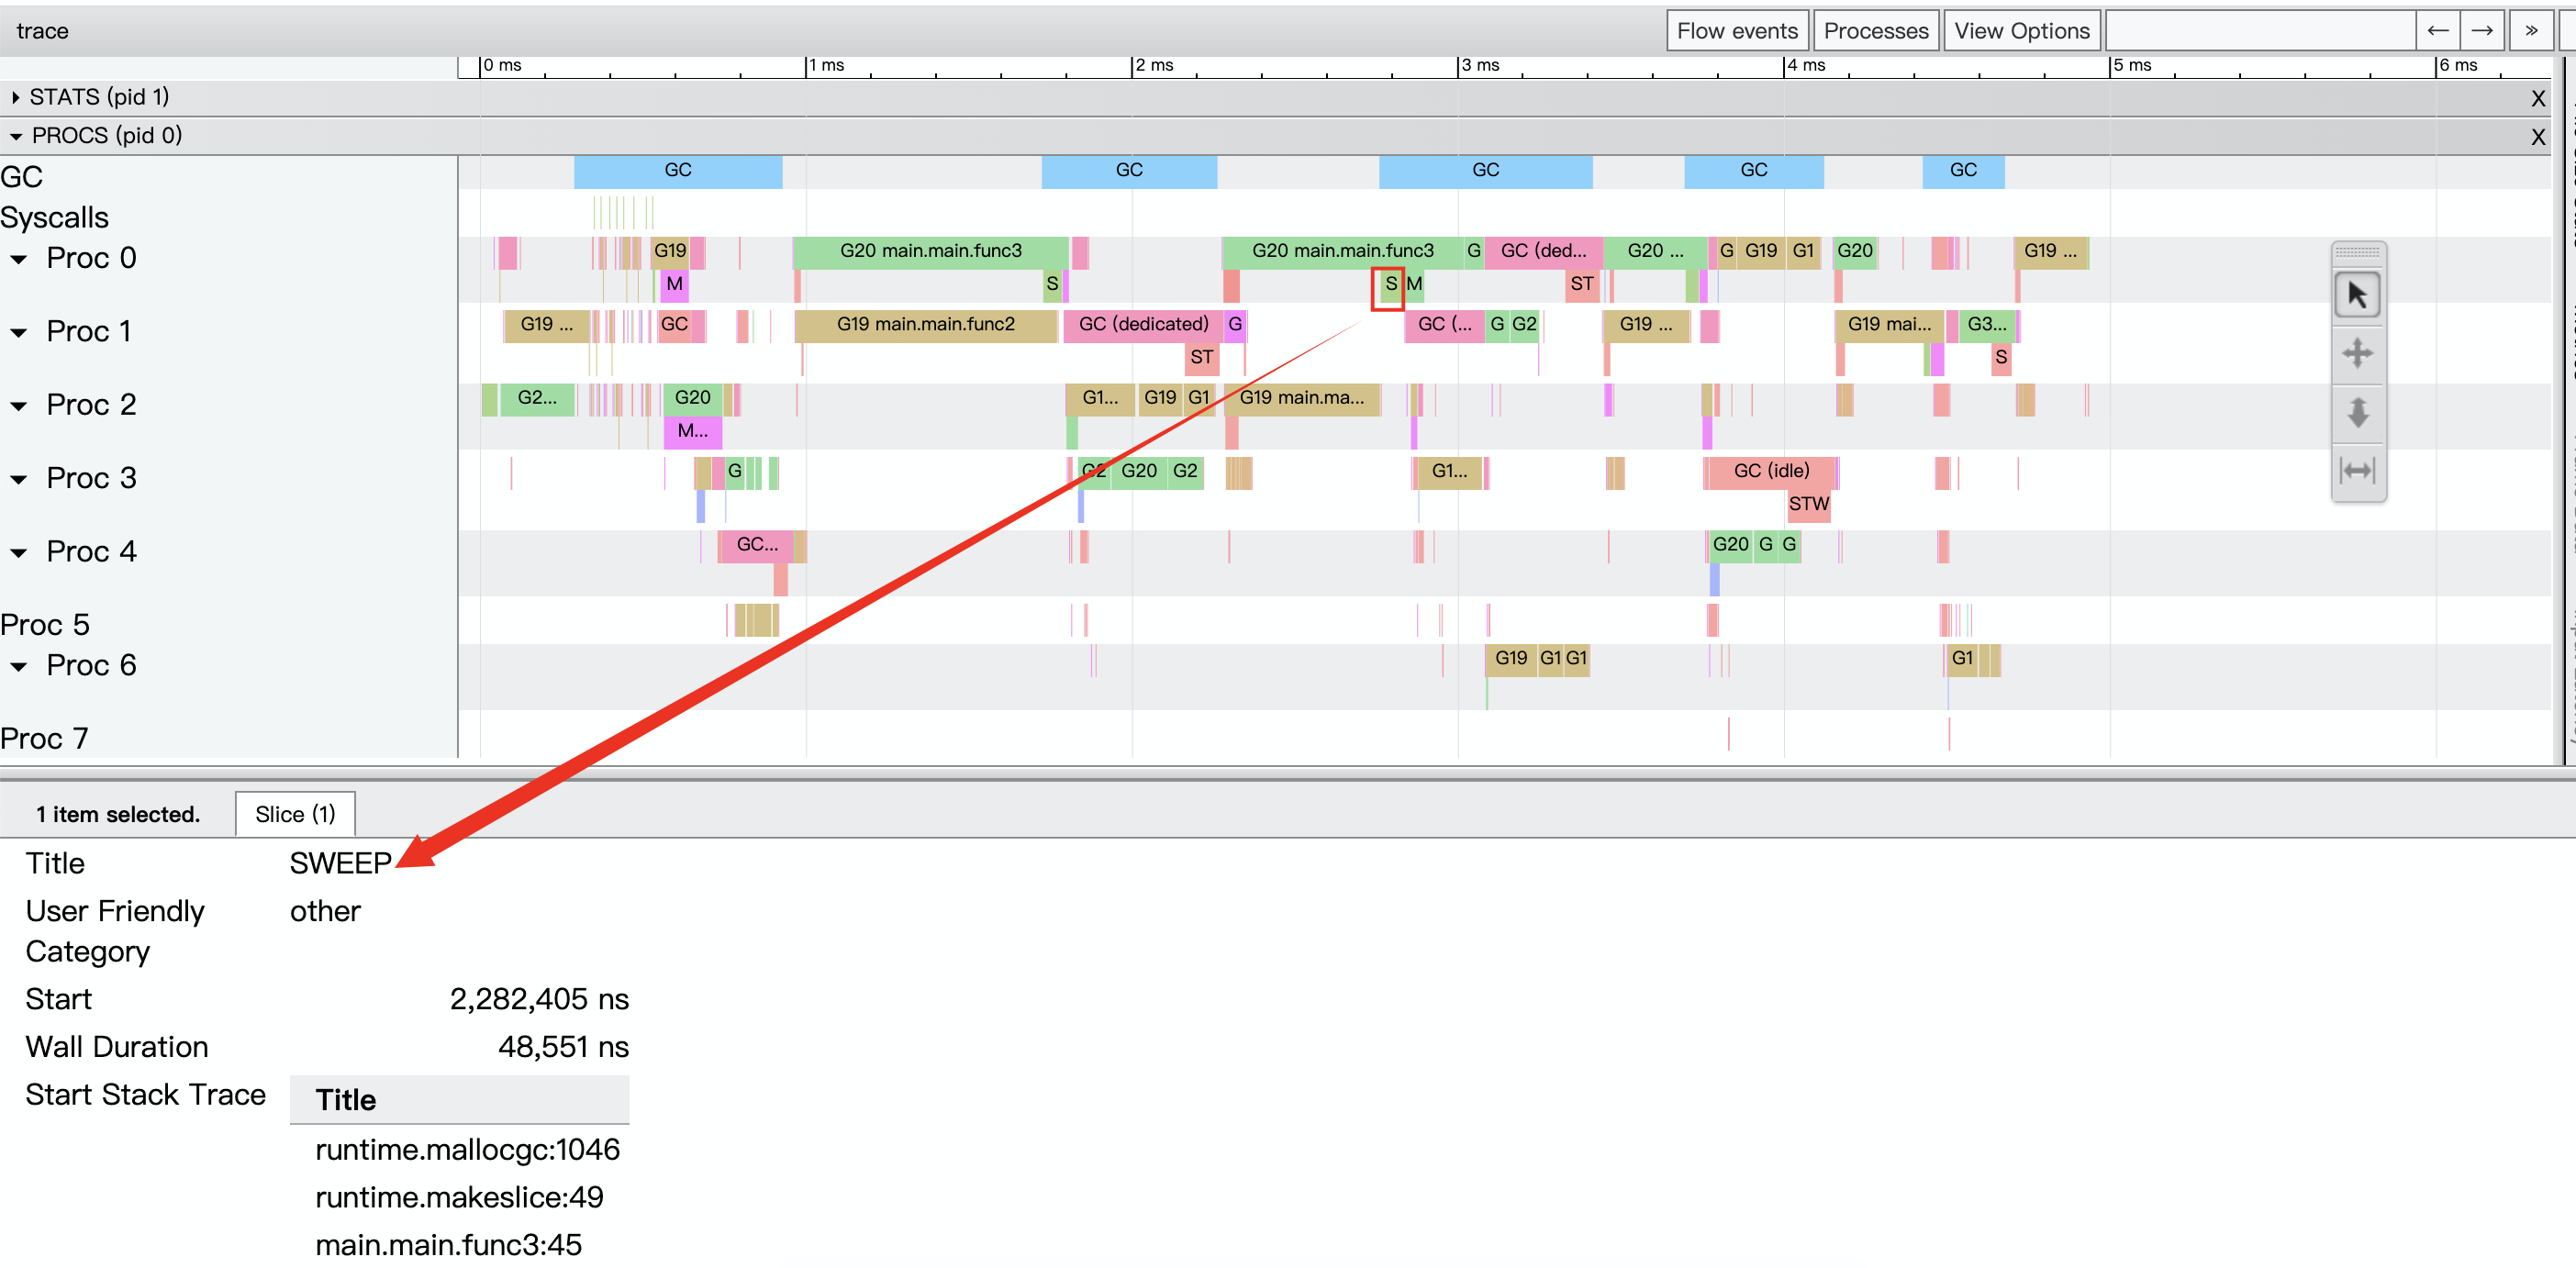 trace Flow events Processes View Options ← → »
0 ms 1 ms 2 ms 3 ms 4 ms 5 ms 6 ms
STATS (pid 1) X
PROCS (pid 0) X
GC GC GC GC GC GC
Syscalls
Proc 0 G19 G20 main.main.func3 G20 main.main.func3 G GC (ded... G20 ... G G19 G1 G20 G19 ...
M S S M ST
Proc 1 G19 ... GC G19 main.main.func2 GC (dedicated) G GC (... G G2 G19 ... G19 mai... G3...
ST S
Proc 2 G2... G20 G1... G19 G1 G19 main.ma...
M...
Proc 3 G G2 G20 G2 G1... GC (idle)
STW
Proc 4 GC... G20 G G
Proc 5
Proc 6 G19 G1 G1 G1
Proc 7
1 item selected. Slice (1)
Title SWEEP
User Friendly other
Category
Start 2,282,405 ns
Wall Duration 48,551 ns
Start Stack Trace Title
runtime.mallocgc:1046
runtime.makeslice:49
main.main.func3:45